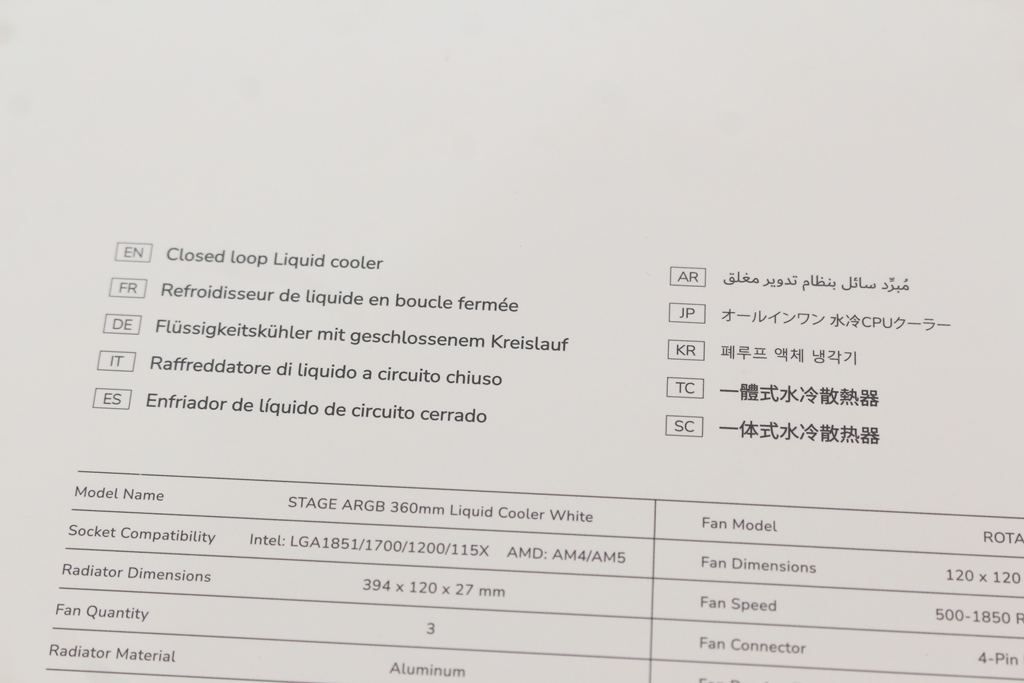 EN Closed loop Liquid cooler
FR Refroidisseur de liquide en boucle fermée
DE Flüssigkeitskühler mit geschlossenem Kreislauf
IT Raffreddatore di liquido a circuito chiuso
ES Enfriador de líquido de circuito cerrado
AR مُبرِّد سائل بنظام تدوير مغلق
JP オールインワン 水冷CPUクーラー
KR 폐루프 액체 냉각기
TC 一體式水冷散熱器
SC 一体式水冷散热器
Model Name STAGE ARGB 360mm Liquid Cooler White
Socket Compatibility Intel: LGA1851/1700/1200/115X AMD: AM4/AM5
Radiator Dimensions 394 x 120 x 27 mm
Fan Quantity 3
Radiator Material Aluminum
Fan Model ROTA
Fan Dimensions 120 x 120
Fan Speed 500-1850 R
Fan Connector 4-Pin